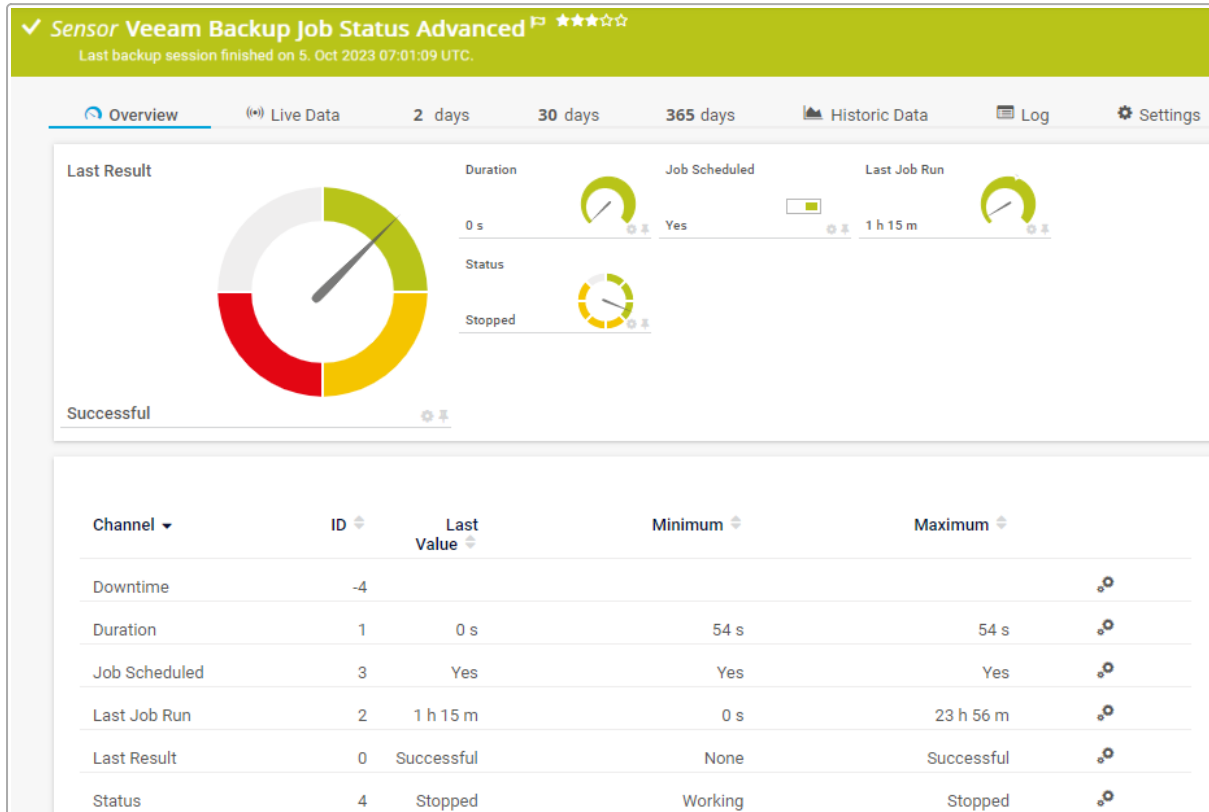 Sensor Veeam Backup Job Status Advanced
Last backup session finished on 5. Oct 2023 07:01:09 UTC.
Overview Live Data 2 days 30 days 365 days Historic Data Log Settings
Last Result
Successful
Duration
0 s
Job Scheduled
Yes
Last Job Run
1 h 15 m
Status
Stopped
Channel ID Last Value Minimum Maximum
Downtime -4
Duration 1 0 s 54 s 54 s
Job Scheduled 3 Yes Yes Yes
Last Job Run 2 1 h 15 m 0 s 23 h 56 m
Last Result 0 Successful None Successful
Status 4 Stopped Working Stopped